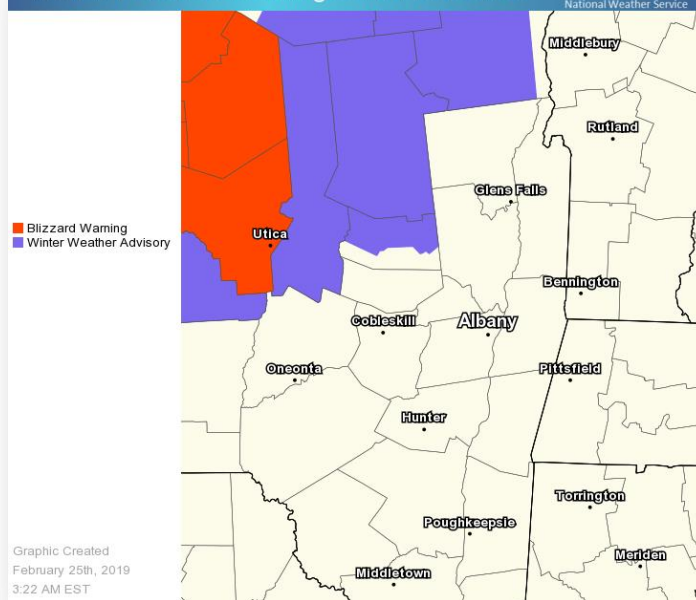 National Weather Service
Middlebury
Rutland
Glens Falls
Blizzard Warning
Winter Weather Advisory
Utica
Bennington
Cobleskill
Albany
Oneonta
Pittsfield
Hunter
Torrington
Poughkeepsie
Meriden
Middletown
Graphic Created
February 25th, 2019
3:22 AM EST